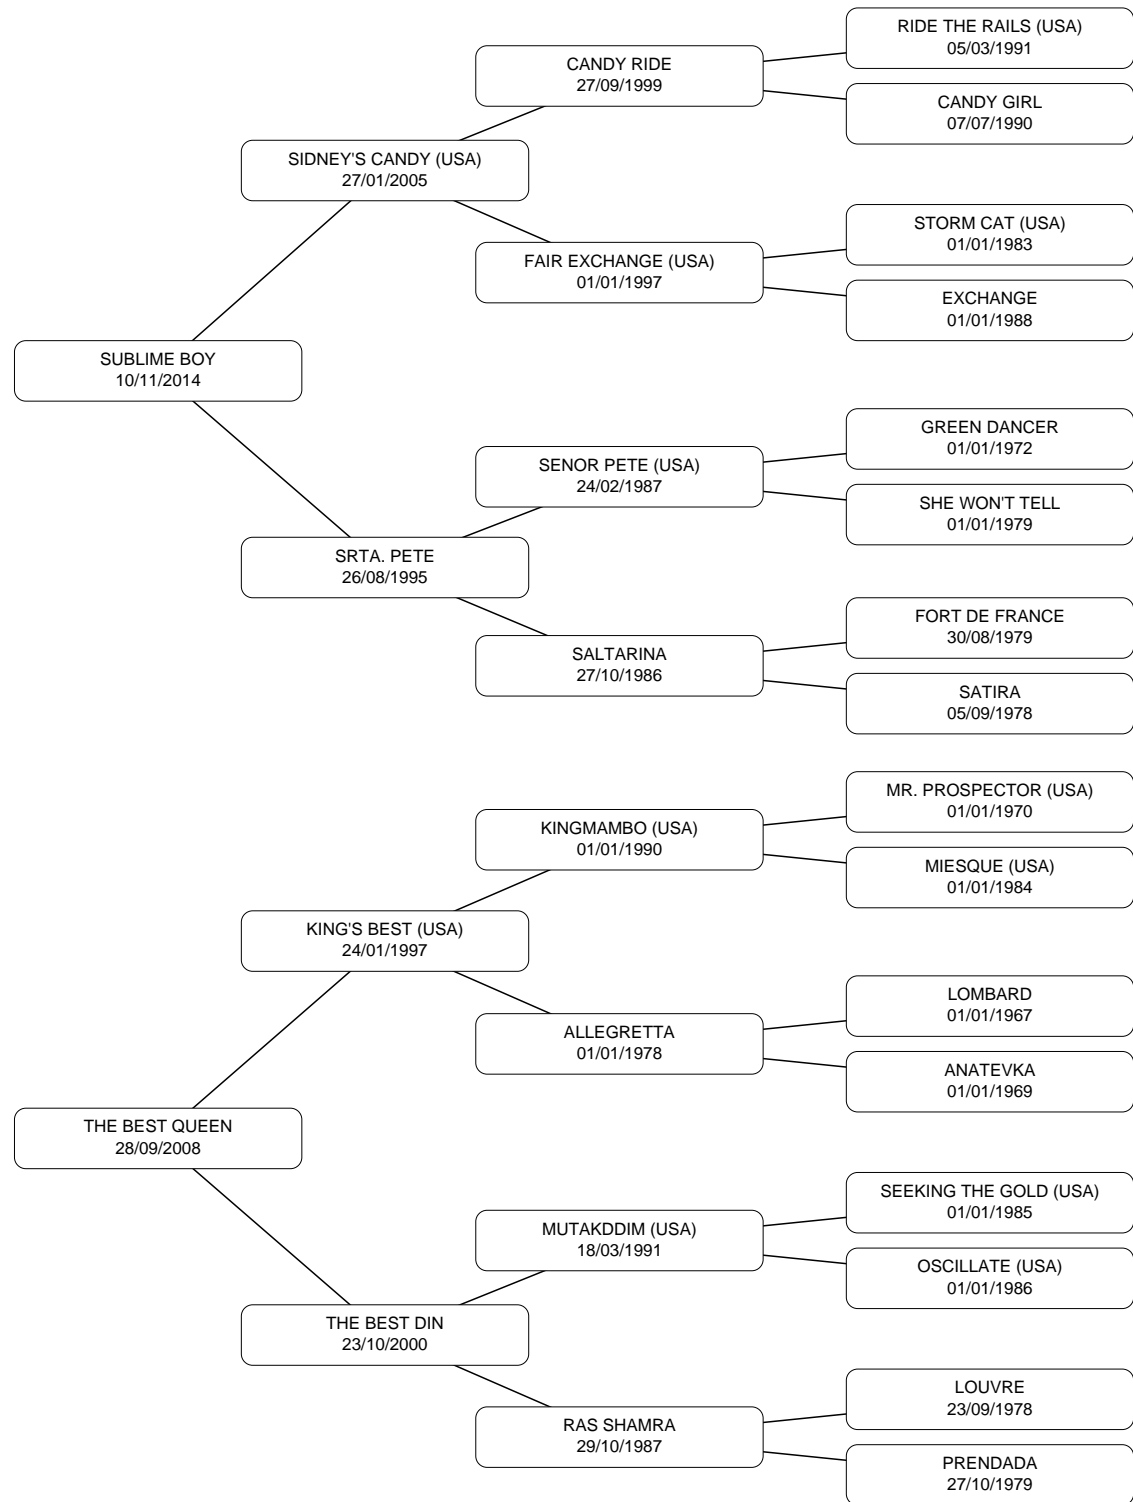 RIDE THE RAILS (USA)
05/03/1991
CANDY RIDE
27/09/1999
CANDY GIRL
07/07/1990
SIDNEY'S CANDY (USA)
27/01/2005
STORM CAT (USA)
01/01/1983
FAIR EXCHANGE (USA)
01/01/1997
EXCHANGE
01/01/1988
SUBLIME BOY
10/11/2014
GREEN DANCER
01/01/1972
SENOR PETE (USA)
24/02/1987
SHE WON'T TELL
01/01/1979
SRTA. PETE
26/08/1995
FORT DE FRANCE
30/08/1979
SALTARINA
27/10/1986
SATIRA
05/09/1978
MR. PROSPECTOR (USA)
01/01/1970
KINGMAMBO (USA)
01/01/1990
MIESQUE (USA)
01/01/1984
KING'S BEST (USA)
24/01/1997
LOMBARD
01/01/1967
ALLEGRETTA
01/01/1978
ANATEVKA
01/01/1969
THE BEST QUEEN
28/09/2008
SEEKING THE GOLD (USA)
01/01/1985
MUTAKDDIM (USA)
18/03/1991
OSCILLATE (USA)
01/01/1986
THE BEST DIN
23/10/2000
LOUVRE
23/09/1978
RAS SHAMRA
29/10/1987
PRENDADA
27/10/1979